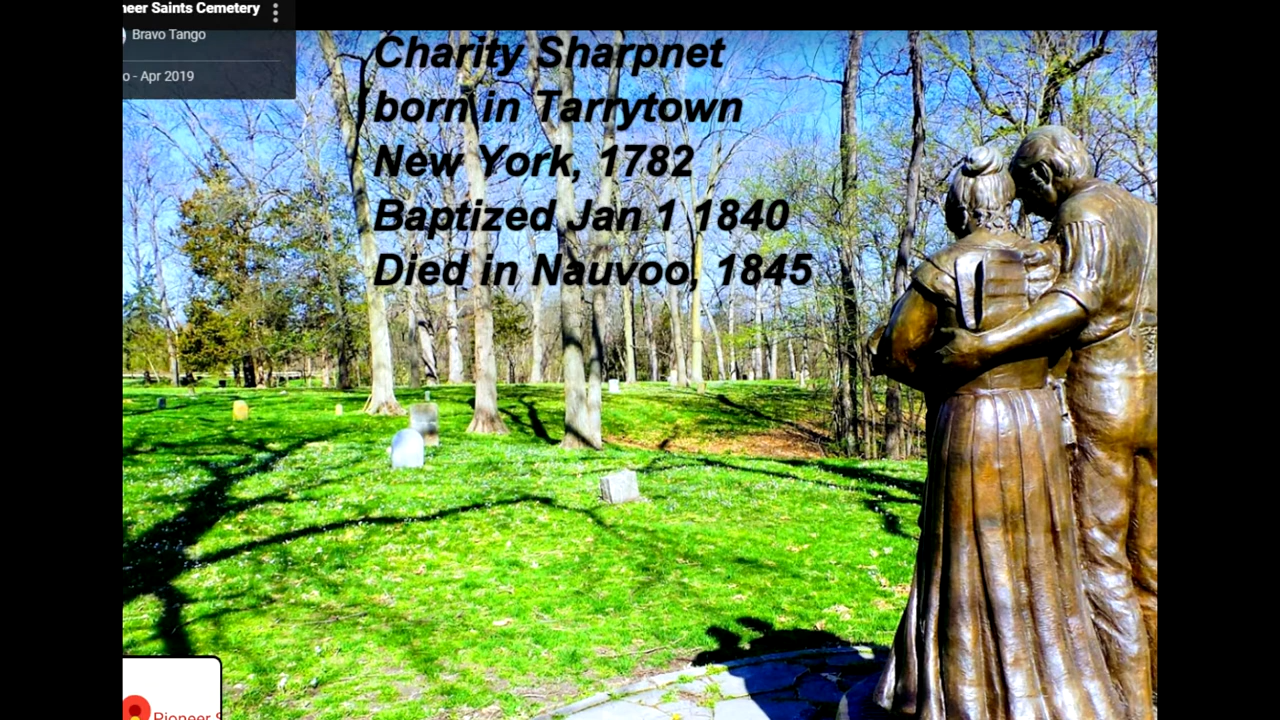 neer Saints Cemetery
Bravo Tango
o - Apr 2019
Charity Sharpnet
born in Tarrytown
New York, 1782
Baptized Jan 1 1840
Died in Nauvoo, 1845
Pioneer S